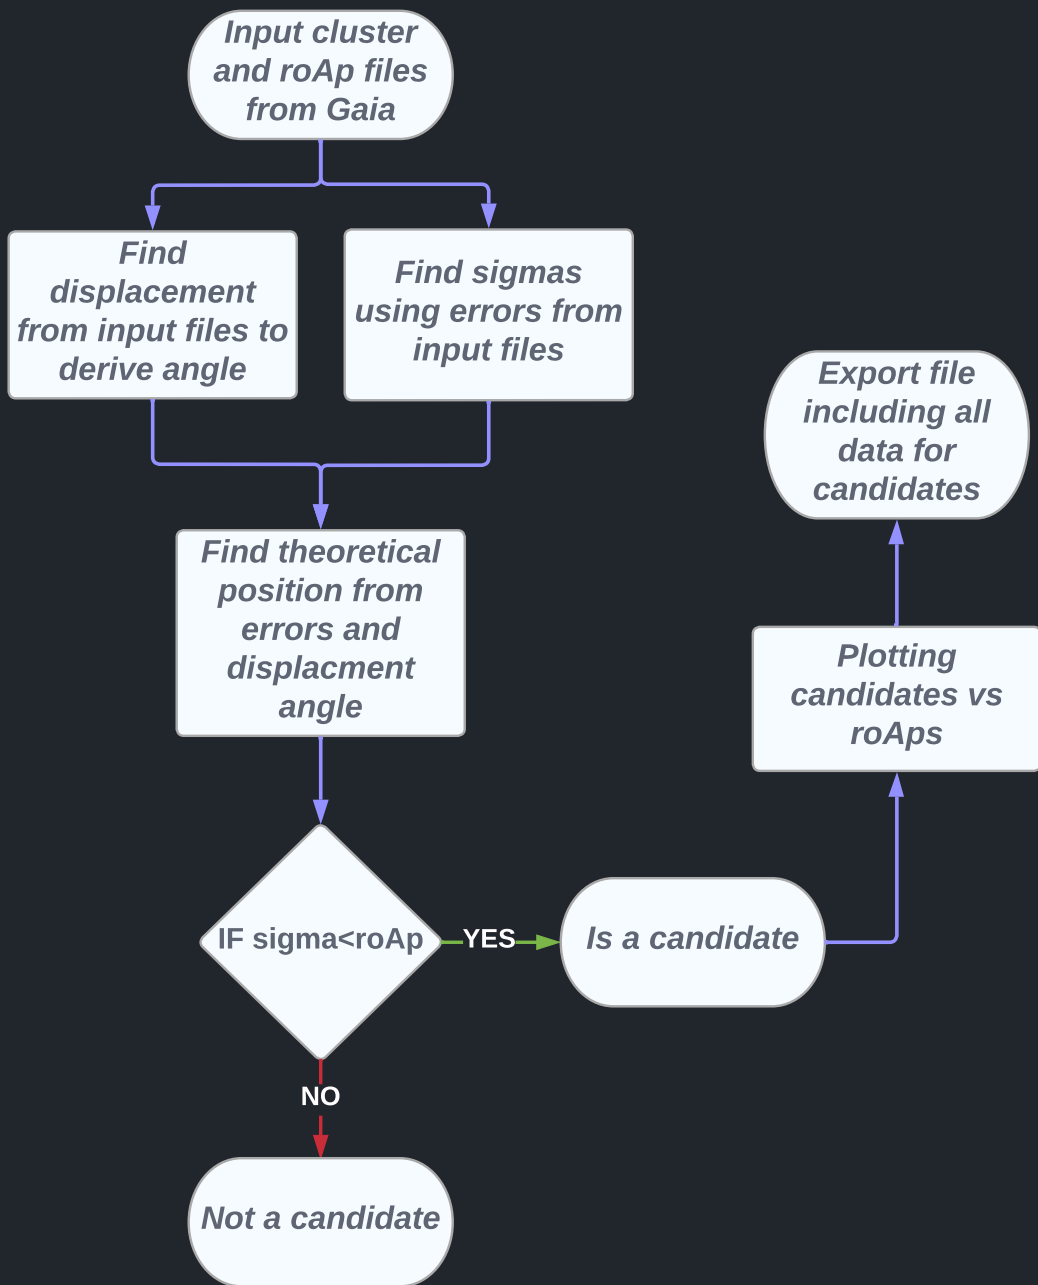 Input cluster
and roAp files
from Gaia
Find
displacement
from input files to
derive angle
Find sigmas
using errors from
input files
Find theoretical
position from
errors and
displacment
angle
IF sigma<roAp
YES
Is a candidate
NO
Not a candidate
Plotting
candidates vs
roAps
Export file
including all
data for
candidates